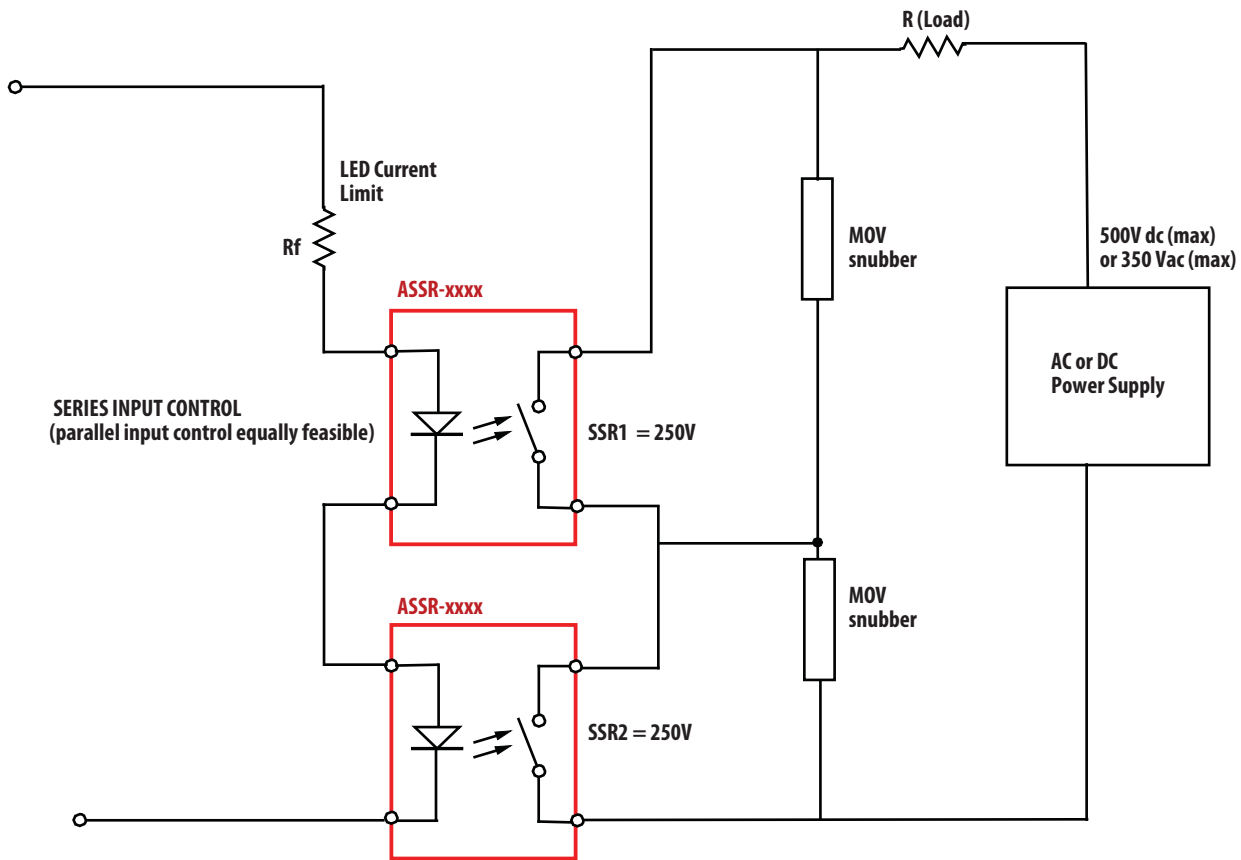 R (Load)
LED Current
Limit
Rf
MOV
snubber
500V dc (max)
or 350 Vac (max)
ASSR-xxxx
AC or DC
Power Supply
SERIES INPUT CONTROL
(parallel input control equally feasible)
SSR1 = 250V
ASSR-xxxx
MOV
snubber
SSR2 = 250V